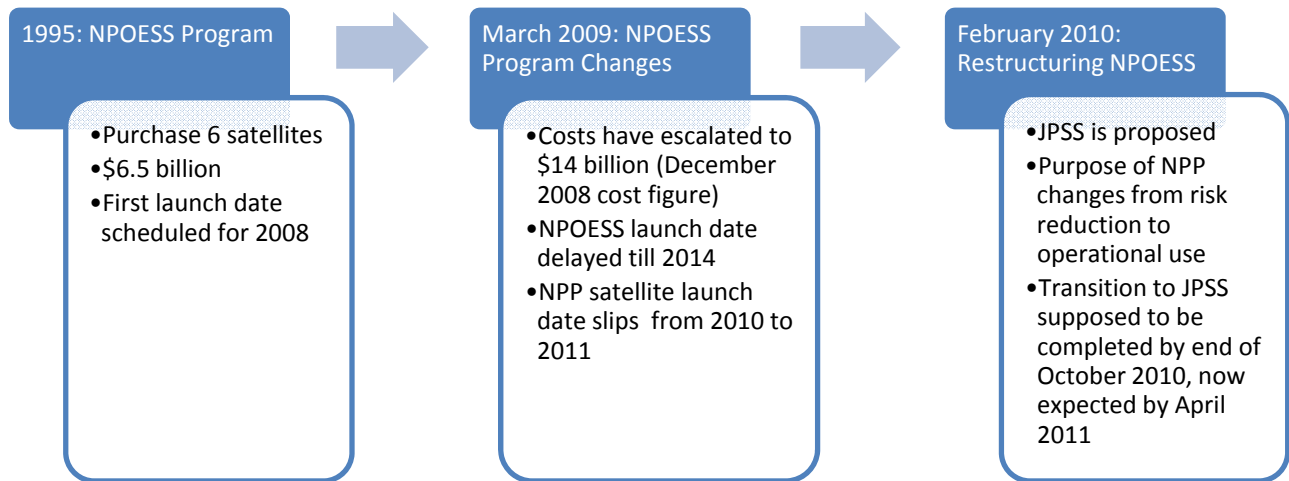 1995: NPOESS Program
•Purchase 6 satellites
•$6.5 billion
•First launch date
scheduled for 2008
March 2009: NPOESS
Program Changes
•Costs have escalated to
$14 billion (December
2008 cost figure)
•NPOESS launch date
delayed till 2014
•NPP satellite launch
date slips from 2010 to
2011
February 2010:
Restructuring NPOESS
•JPSS is proposed
•Purpose of NPP
changes from risk
reduction to
operational use
•Transition to JPSS
supposed to be
completed by end of
October 2010, now
expected by April
2011